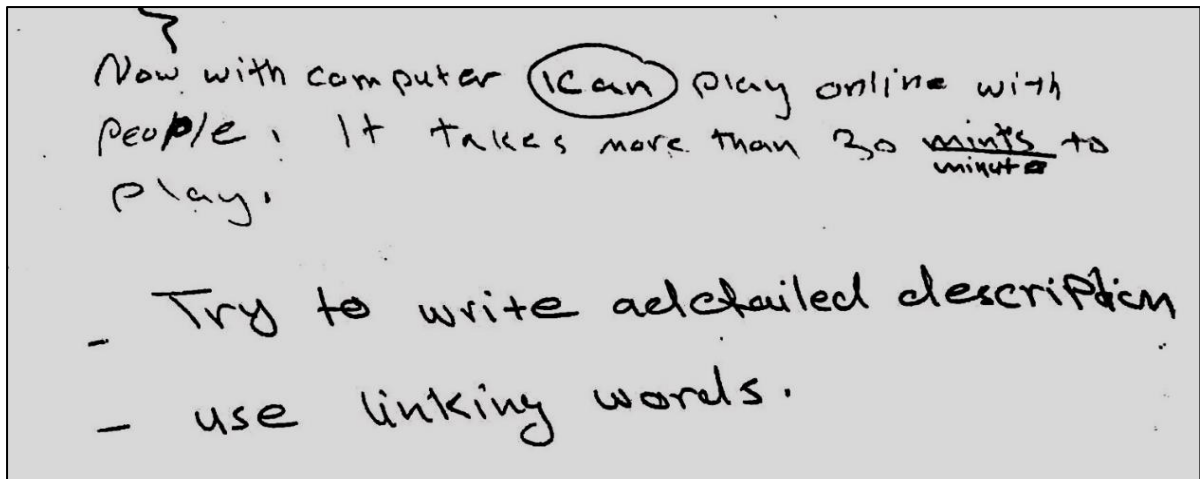 Now with computer ican play online with
people. It takes more than 30 mints to
minute
play.
- Try to write adetailed description
- use linking words.